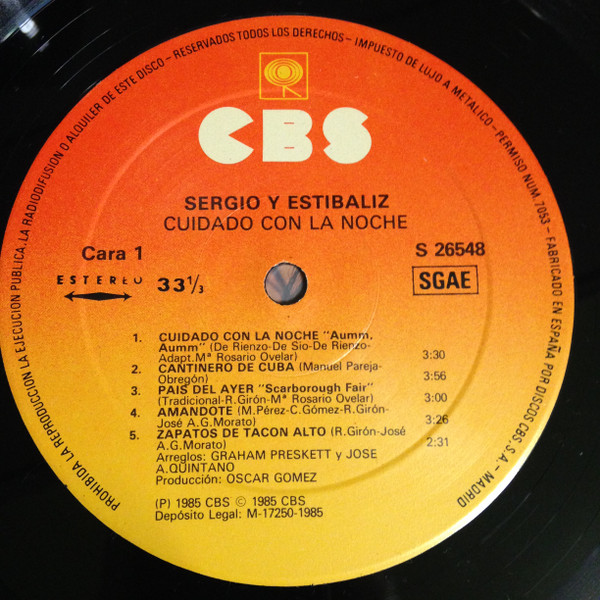 PROHIBIDA LA REPRODUCCIÓN LA EJECUCION PUBLICA. LA RADIODIFUSION O ALQUILER DE ESTE DISCO - RESERVADOS TODOS LOS DERECHOS - IMPUESTO DE LUJO A METALICO - PERMISO NUM. 7053 - FABRICADO EN ESPAÑA POR DISCOS CBS, S.A. - MADRID
CBS
SERGIO Y ESTIBALIZ
CUIDADO CON LA NOCHE
Cara 1
S 26548
ESTEREO 33 1/3
SGAE
1. CUIDADO CON LA NOCHE "Aumm,
Aumm" (De Rienzo-De Sio-De Rienzo-
Adapt.Mª Rosario Ovelar) 3:30
2. CANTINERO DE CUBA (Manuel Pareja-
Obregón) 3:56
3. PAIS DEL AYER "Scarborough Fair"
(Tradicional-R.Girón-Mª Rosario Ovelar) 3:00
4. AMANDOTE (M.Pérez-C.Gómez-R.Girón-
José A.G.Morato) 3:26
5. ZAPATOS DE TACON ALTO (R.Girón-José
A.G.Morato) 2:31
Arreglos: GRAHAM PRESKETT y JOSE
A.QUINTANO
Producción: OSCAR GOMEZ
(P) 1985 CBS © 1985 CBS
Depósito Legal: M-17250-1985